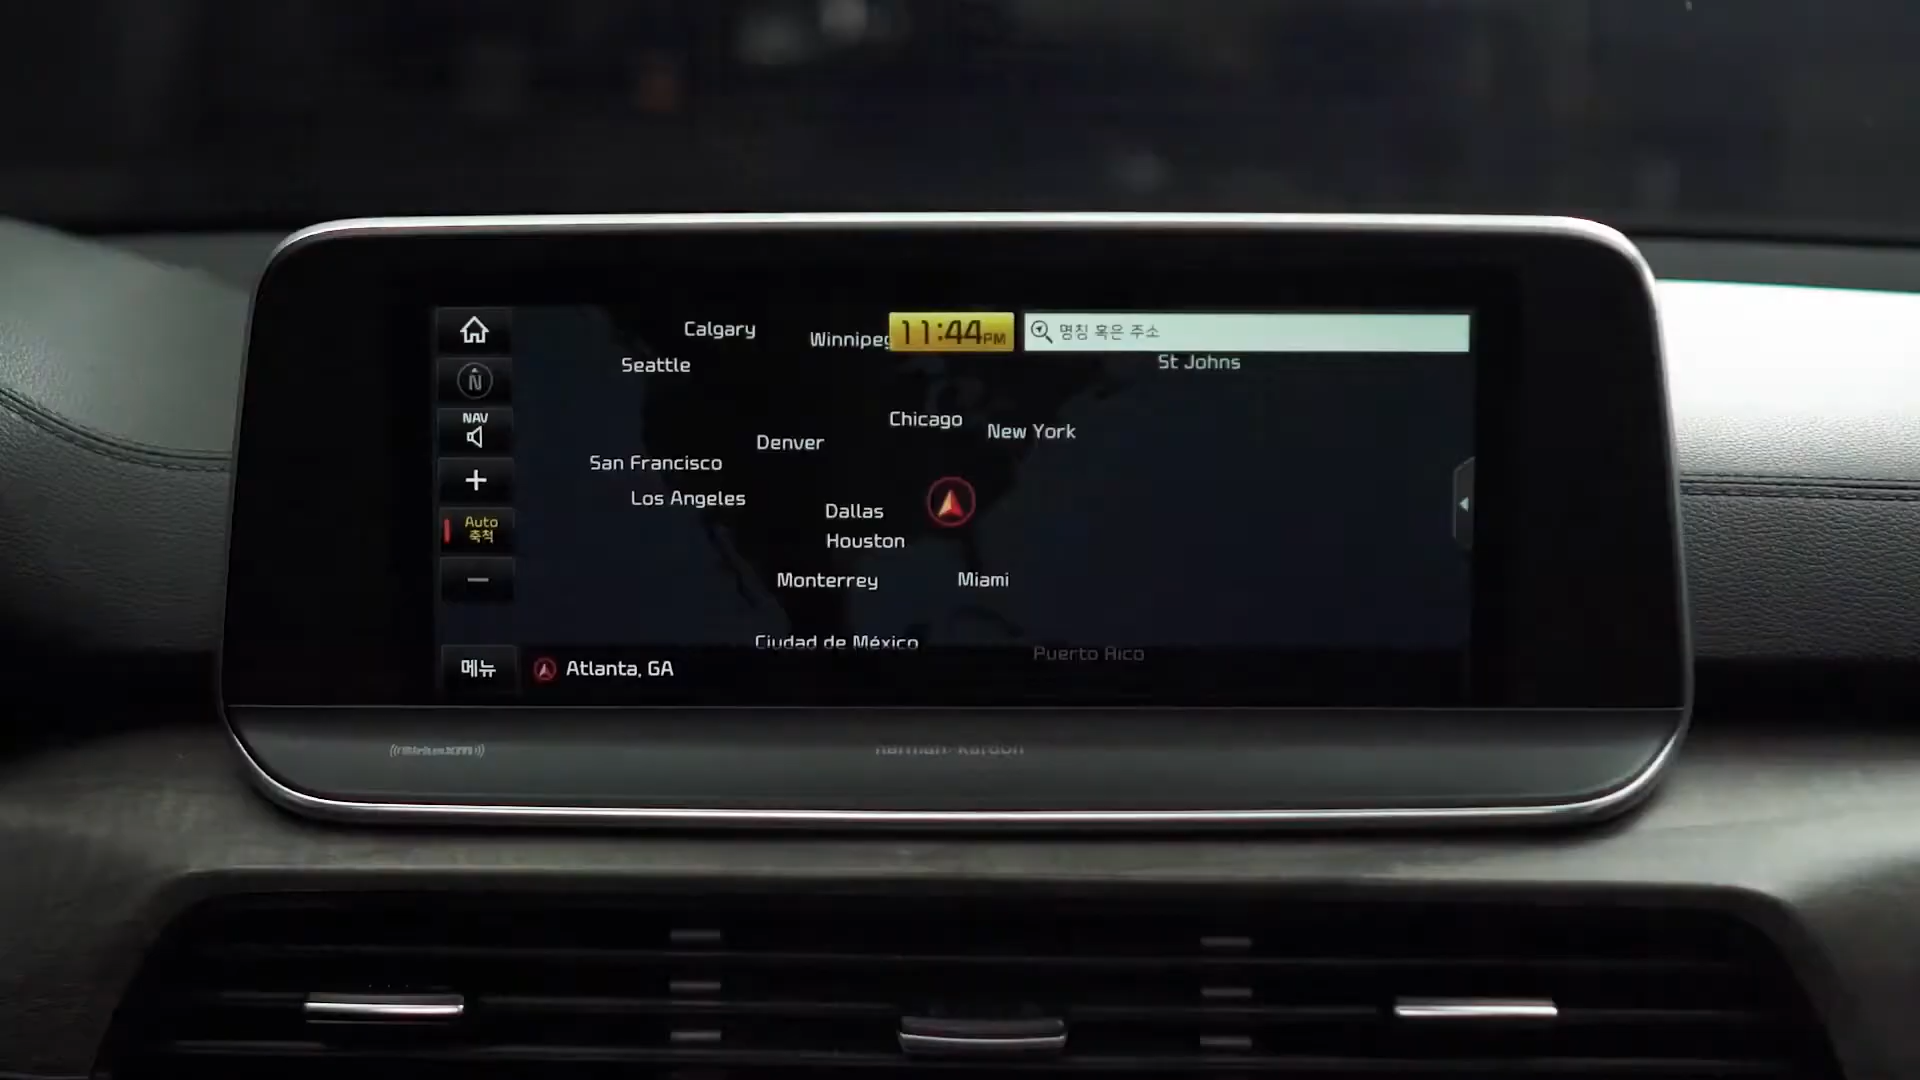 Calgary
Winnipeg
11:44PM
명칭 혹은 주소
Seattle
St Johns
N
NAV
Chicago
New York
Denver
San Francisco
Los Angeles
Dallas
Auto
축척
Houston
Monterrey
Miami
Ciudad de México
Puerto Rico
메뉴
Atlanta, GA
((SiriusXM))
harman/kardon